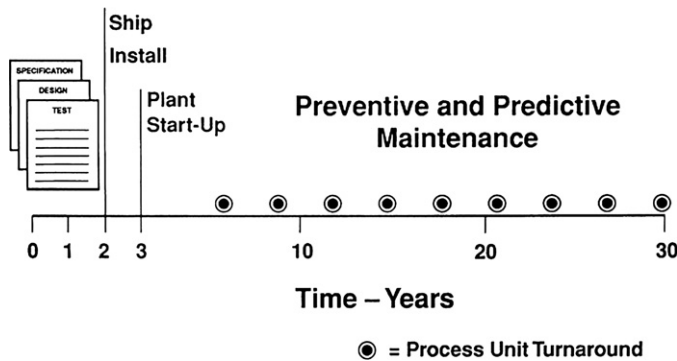 Ship
Install
SPECIFICATION
DESIGN
TEST
Plant
Start-Up
Preventive and Predictive
Maintenance
0 1 2 3 10 20 30
Time – Years
= Process Unit Turnaround